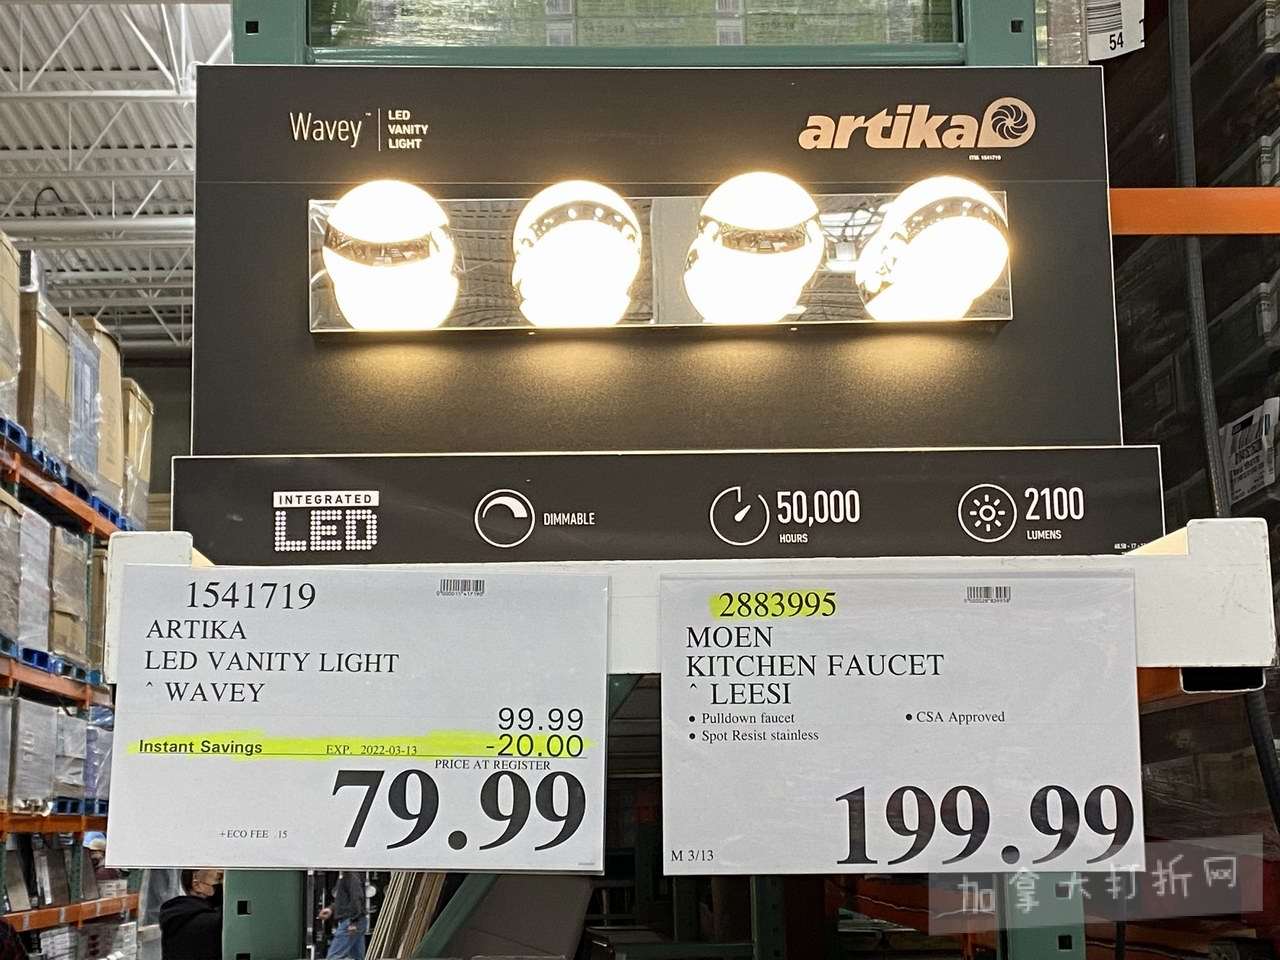 54
Wavey™
LED
VANITY
LIGHT
artika
ITM. 1541719
INTEGRATED
LED
DIMMABLE
50,000
HOURS
2100
LUMENS
1541719
ARTIKA
LED VANITY LIGHT
^ WAVEY
99.99
Instant Savings EXP. 2022-03-13 -20.00
PRICE AT REGISTER
79.99
+ECO FEE .15
2883995
MOEN
KITCHEN FAUCET
^ LEESI
• Pulldown faucet • CSA Approved
• Spot Resist stainless
199.99
M 3/13
加拿大打折网